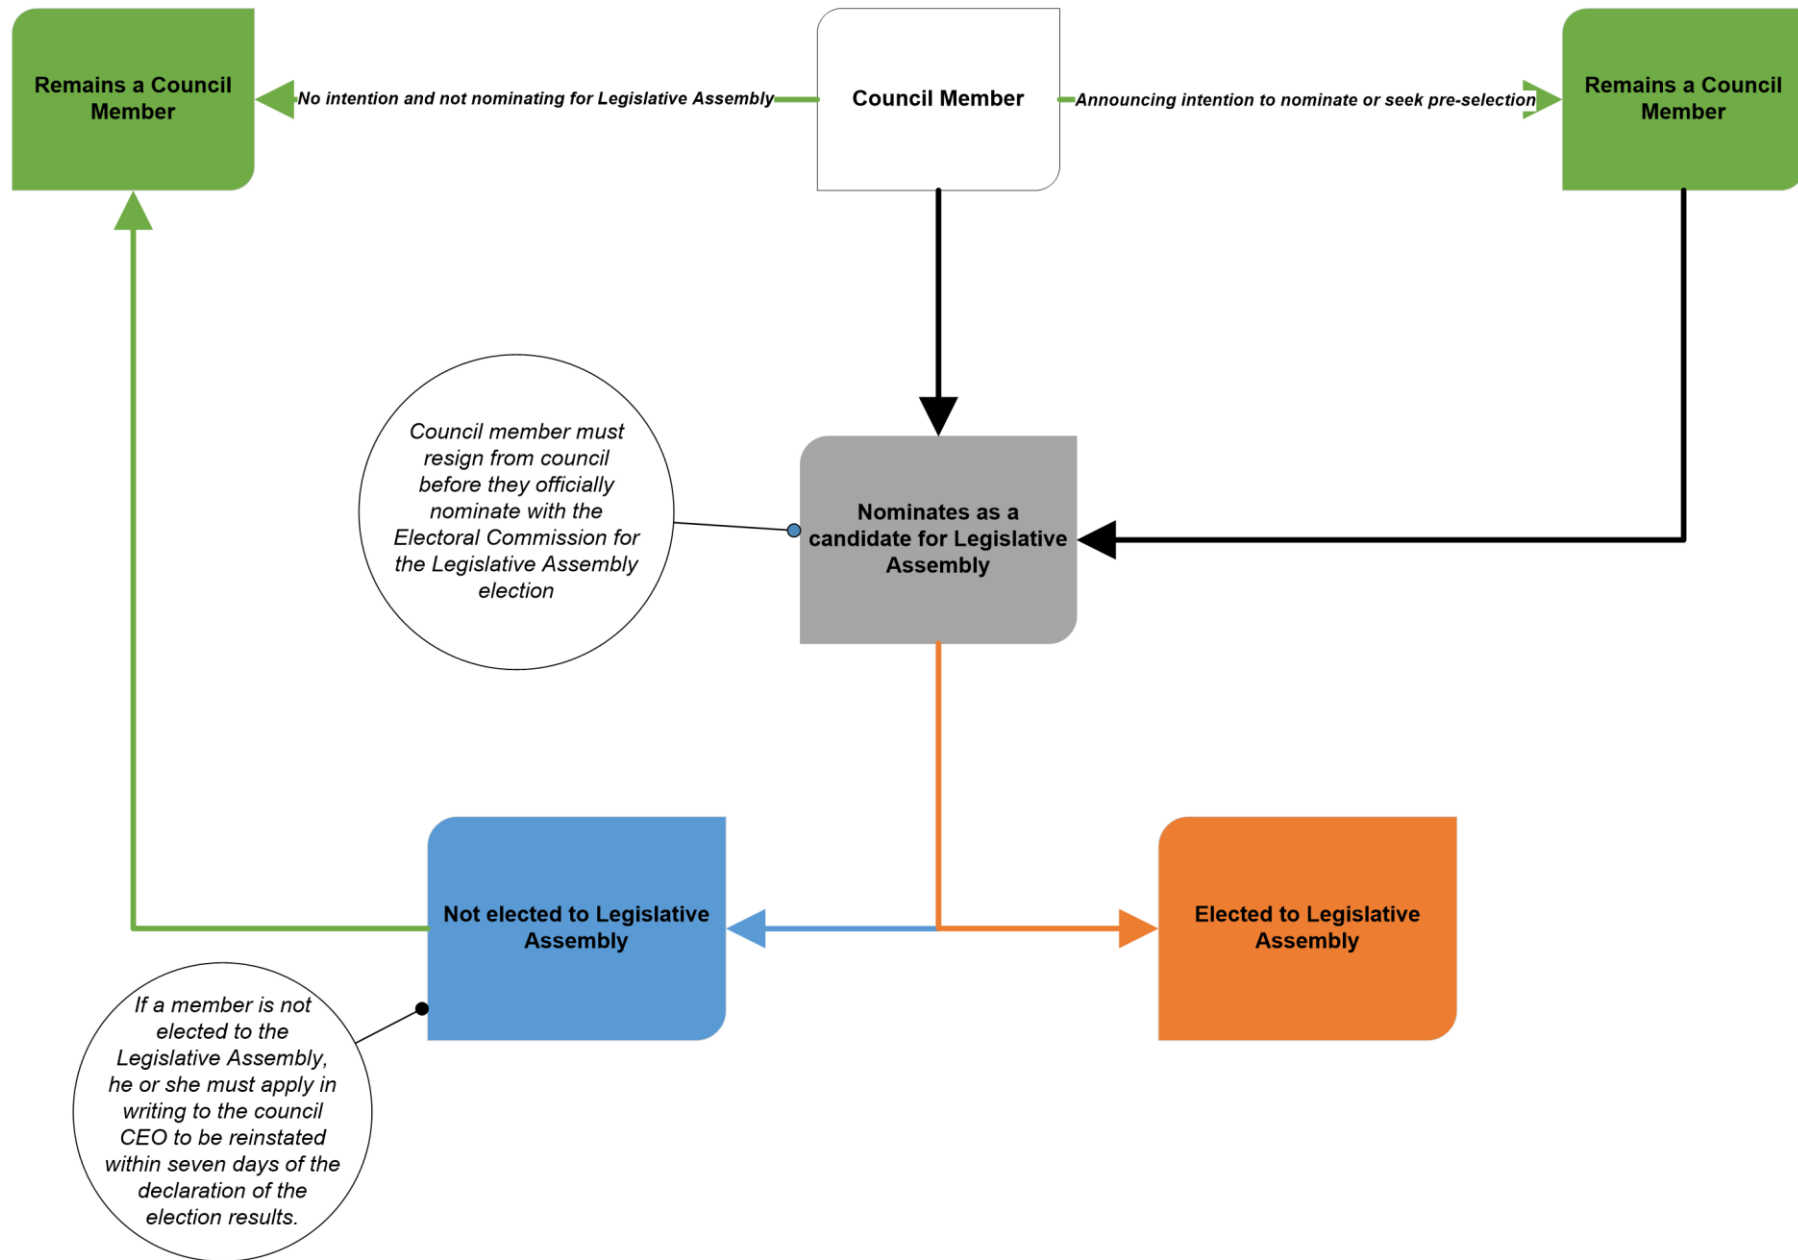 Remains a Council
Member
No intention and not nominating for Legislative Assembly
Council Member
Announcing intention to nominate or seek pre-selection
Remains a Council
Member
Council member must
resign from council
before they officially
nominate with the
Electoral Commission for
the Legislative Assembly
election
Nominates as a
candidate for Legislative
Assembly
Not elected to Legislative
Assembly
Elected to Legislative
Assembly
If a member is not
elected to the
Legislative Assembly,
he or she must apply in
writing to the council
CEO to be reinstated
within seven days of the
declaration of the
election results.